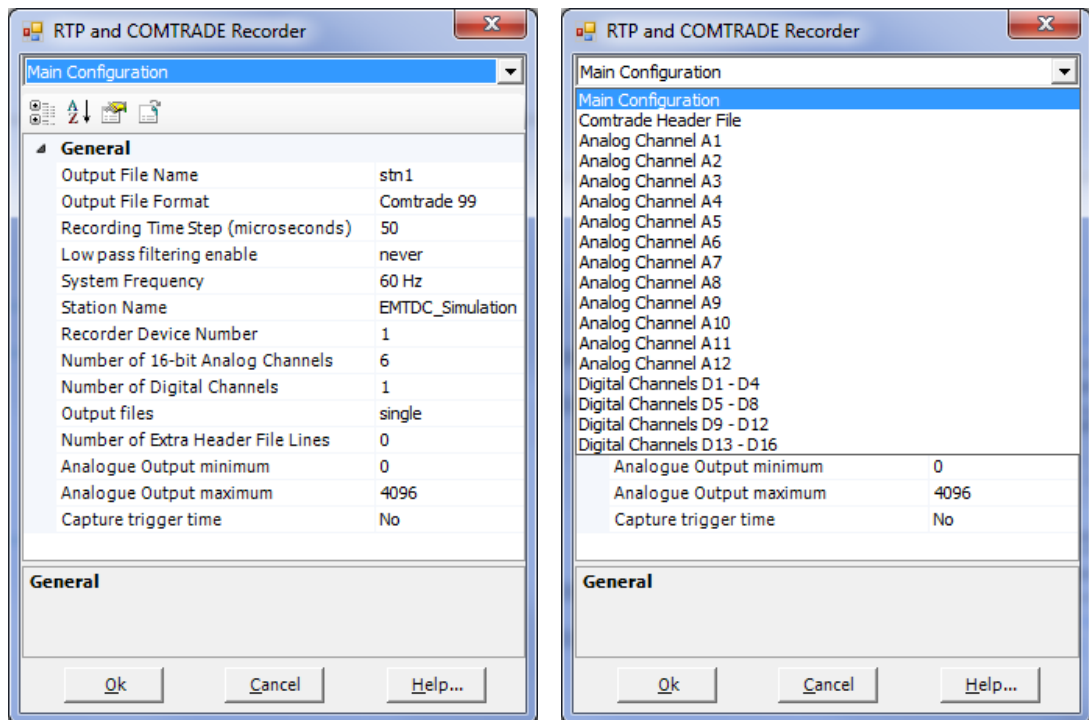 RTP and COMTRADE Recorder
Main Configuration
General
Output File Name stn1
Output File Format Comtrade 99
Recording Time Step (microseconds) 50
Low pass filtering enable never
System Frequency 60 Hz
Station Name EMTDC_Simulation
Recorder Device Number 1
Number of 16-bit Analog Channels 6
Number of Digital Channels 1
Output files single
Number of Extra Header File Lines 0
Analogue Output minimum 0
Analogue Output maximum 4096
Capture trigger time No
General
Ok Cancel Help...
RTP and COMTRADE Recorder
Main Configuration
Main Configuration
Comtrade Header File
Analog Channel A1
Analog Channel A2
Analog Channel A3
Analog Channel A4
Analog Channel A5
Analog Channel A6
Analog Channel A7
Analog Channel A8
Analog Channel A9
Analog Channel A10
Analog Channel A11
Analog Channel A12
Digital Channels D1 - D4
Digital Channels D5 - D8
Digital Channels D9 - D12
Digital Channels D13 - D16
Analogue Output minimum 0
Analogue Output maximum 4096
Capture trigger time No
General
Ok Cancel Help...